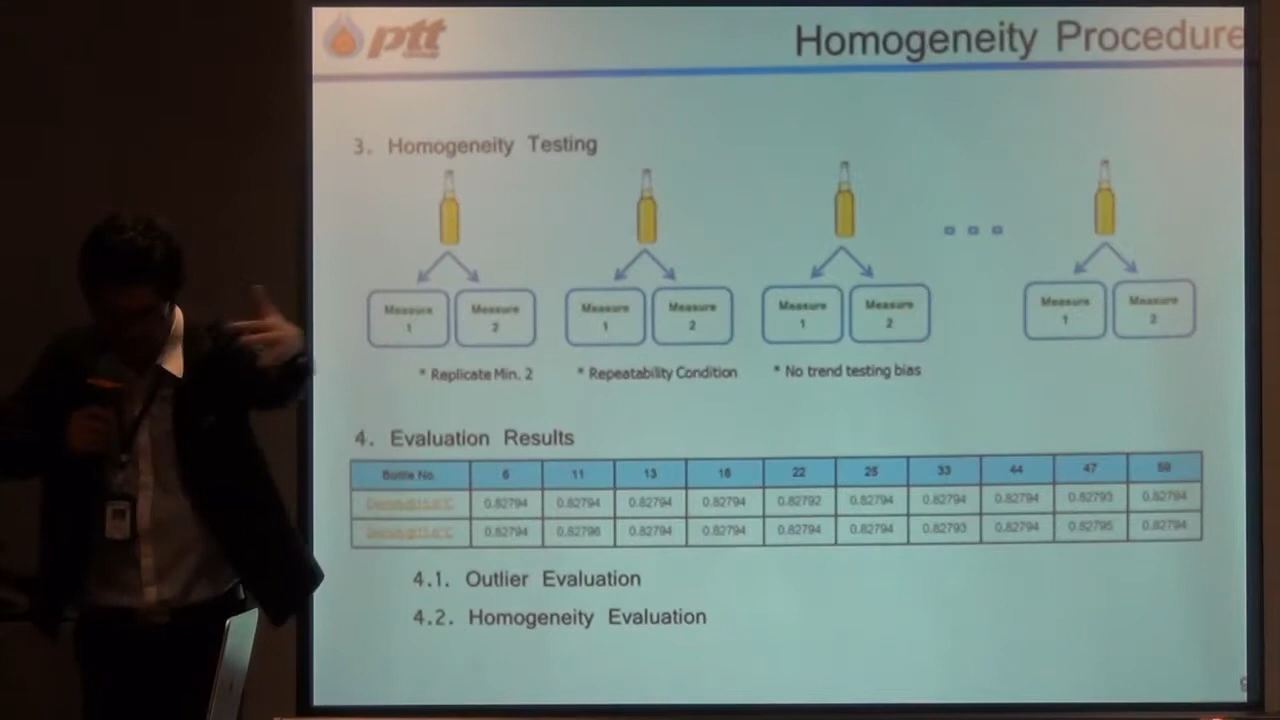 ptt
Homogeneity Procedure
3. Homogeneity Testing
Measure 1 Measure 2 Measure 1 Measure 2 Measure 1 Measure 2 Measure 1 Measure 2
* Replicate Min. 2 * Repeatability Condition * No trend testing bias
4. Evaluation Results
Bottle No. 6 11 13 16 22 25 33 44 47 59
0.82794 0.82794 0.82794 0.82794 0.82792 0.82794 0.82794 0.82794 0.82793 0.82794
0.82794 0.82796 0.82794 0.82794 0.82794 0.82794 0.82793 0.82794 0.82795 0.82794
4.1. Outlier Evaluation
4.2. Homogeneity Evaluation